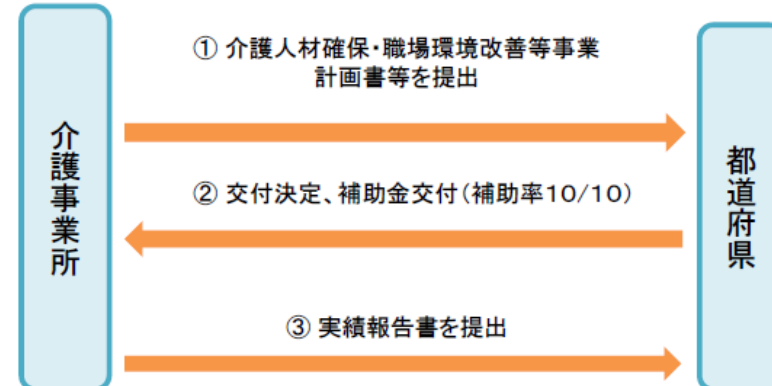 ① 介護人材確保・職場環境改善等事業
計画書等を提出
介護事業所
都道府県
② 交付決定、補助金交付(補助率10/10)
③ 実績報告書を提出